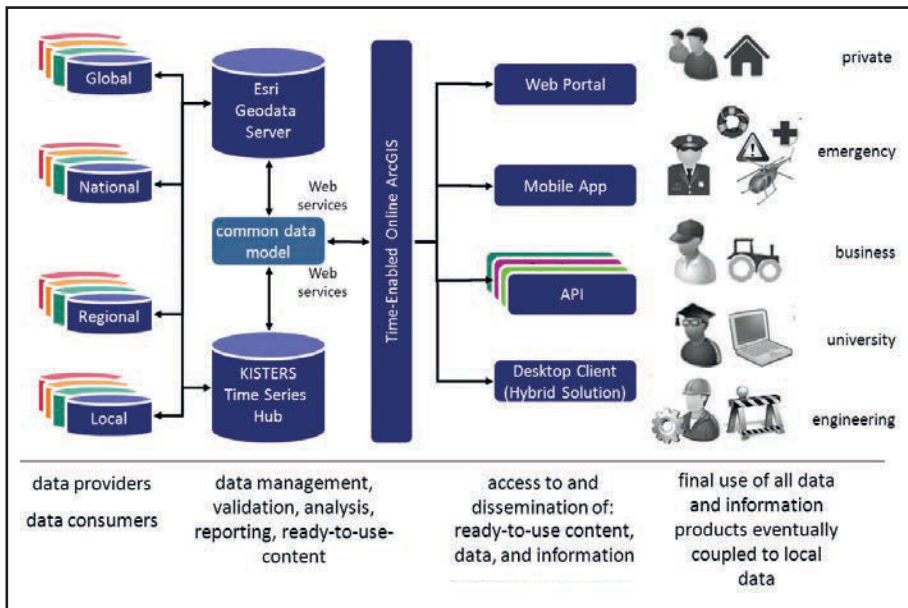 Global
National
Regional
Local
Esri
Geodata
Server
Web
services
common data
model
Web
services
KISTERS
Time Series
Hub
Time-Enabled Online ArcGIS
Web Portal
Mobile App
API
Desktop Client
(Hybrid Solution)
private
emergency
business
university
engineering
data providers
data consumers
data management,
validation, analysis,
reporting, ready-to-use-
content
access to and
dissemination of:
ready-to-use content,
data, and information
final use of all data
and information
products eventually
coupled to local
data